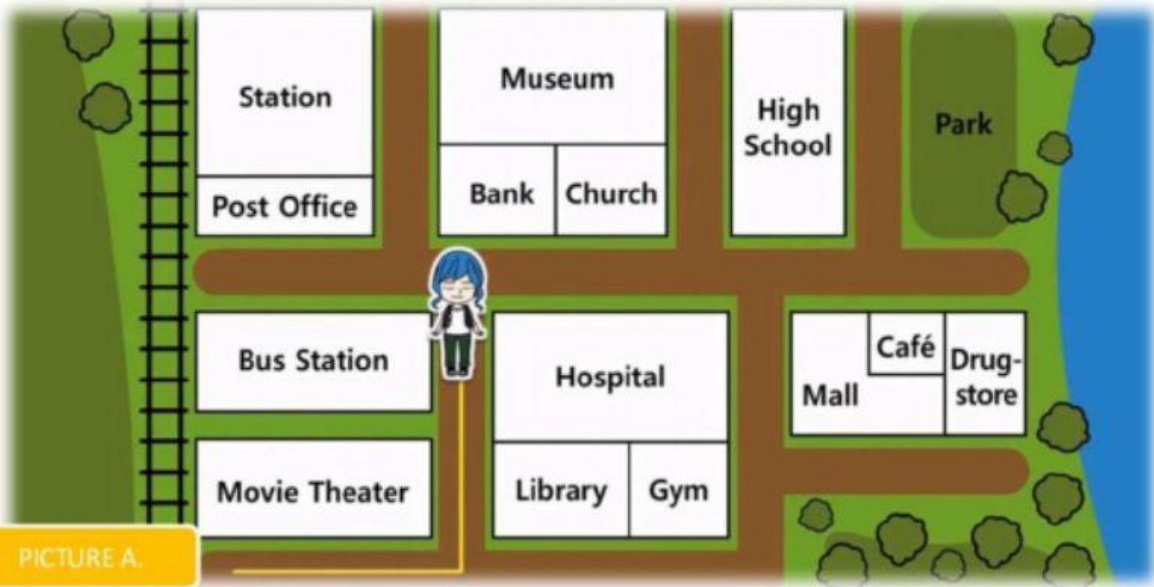 Station
Museum
High
School
Park
Post Office
Bank
Church
Bus Station
Hospital
Café
Mall
Drug-
store
Movie Theater
Library
Gym
PICTURE A.